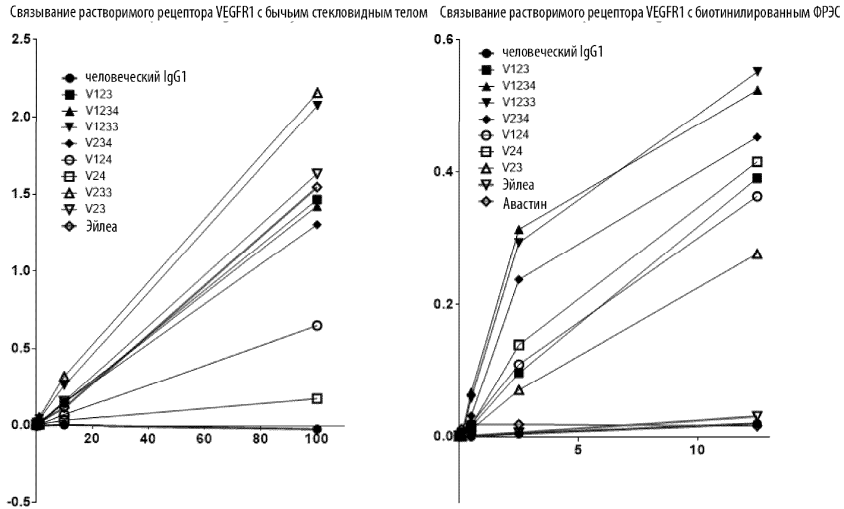 Связывание растворимого рецептора VEGFR1 с бычьим стекловидным телом
2.5
2.0
1.5
1.0
0.5
0.0
-0.5
20
40
60
80
100
человеческий IgG1
V123
V1234
V1233
V234
V124
V24
V233
V23
Эйлеа
Связывание растворимого рецептора VEGFR1 с биотинилированным ФРЭС
0.6
0.4
0.2
0.0
5
10
человеческий IgG1
V123
V1234
V1233
V234
V124
V24
V23
Эйлеа
Авастин